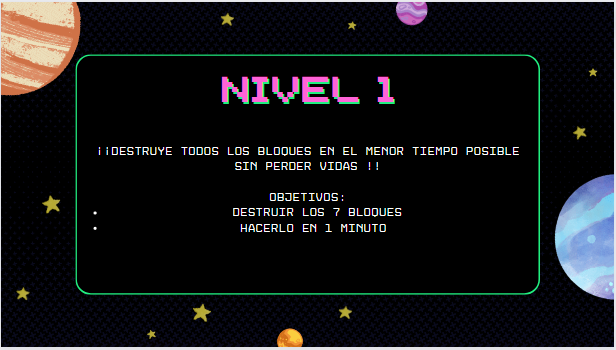 NIVEL 1
¡¡DESTRUYE TODOS LOS BLOQUES EN EL MENOR TIEMPO POSIBLE
SIN PERDER VIDAS !!
OBJETIVOS:
• DESTRUIR LOS 7 BLOQUES
• HACERLO EN 1 MINUTO